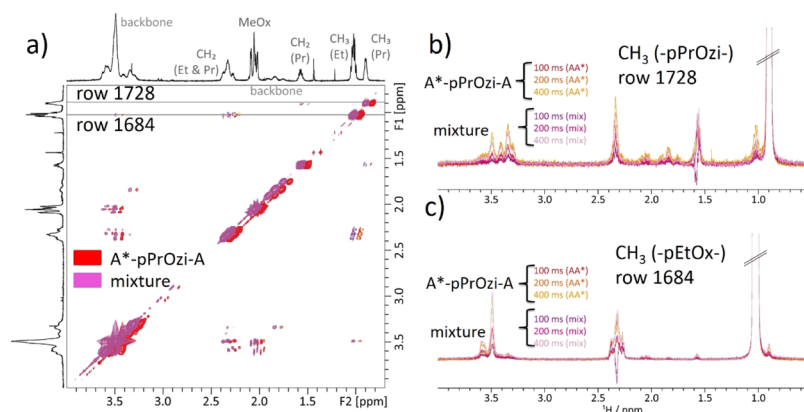 a)
backbone
MeOx
CH₂
(Et & Pr)
CH₂
(Pr)
CH₃
(Et)
CH₃
(Pr)
row 1728
backbone
row 1684
F1 [ppm]
1.5
2.0
2.5
3.0
3.5
A*-pPrOzi-A
mixture
3.5
3.0
2.5
2.0
1.5
F2 [ppm]
b)
A*-pPrOzi-A
100 ms (AA*)
200 ms (AA*)
400 ms (AA*)
mixture
100 ms (mix)
200 ms (mix)
400 ms (mix)
CH₃ (-pPrOzi-)
row 1728
3.5
3.0
2.5
2.0
1.5
1.0
c)
A*-pPrOzi-A
100 ms (AA*)
200 ms (AA*)
400 ms (AA*)
mixture
100 ms (mix)
200 ms (mix)
400 ms (mix)
CH₃ (-pEtOx-)
row 1684
3.5
3.0
2.5
2.0
1.5
1.0
¹H / ppm